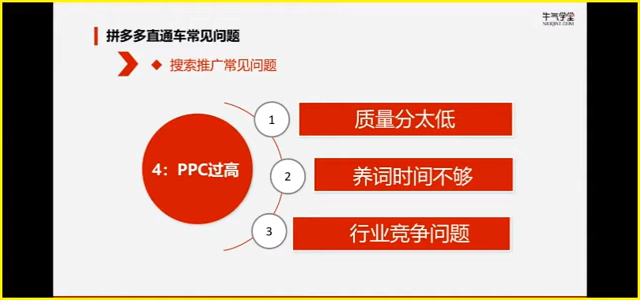 拼多多直通车常见问题
牛气学堂
NIUQIXT.COM
搜索推广常见问题
4：PPC过高
1
质量分太低
2
养词时间不够
3
行业竞争问题